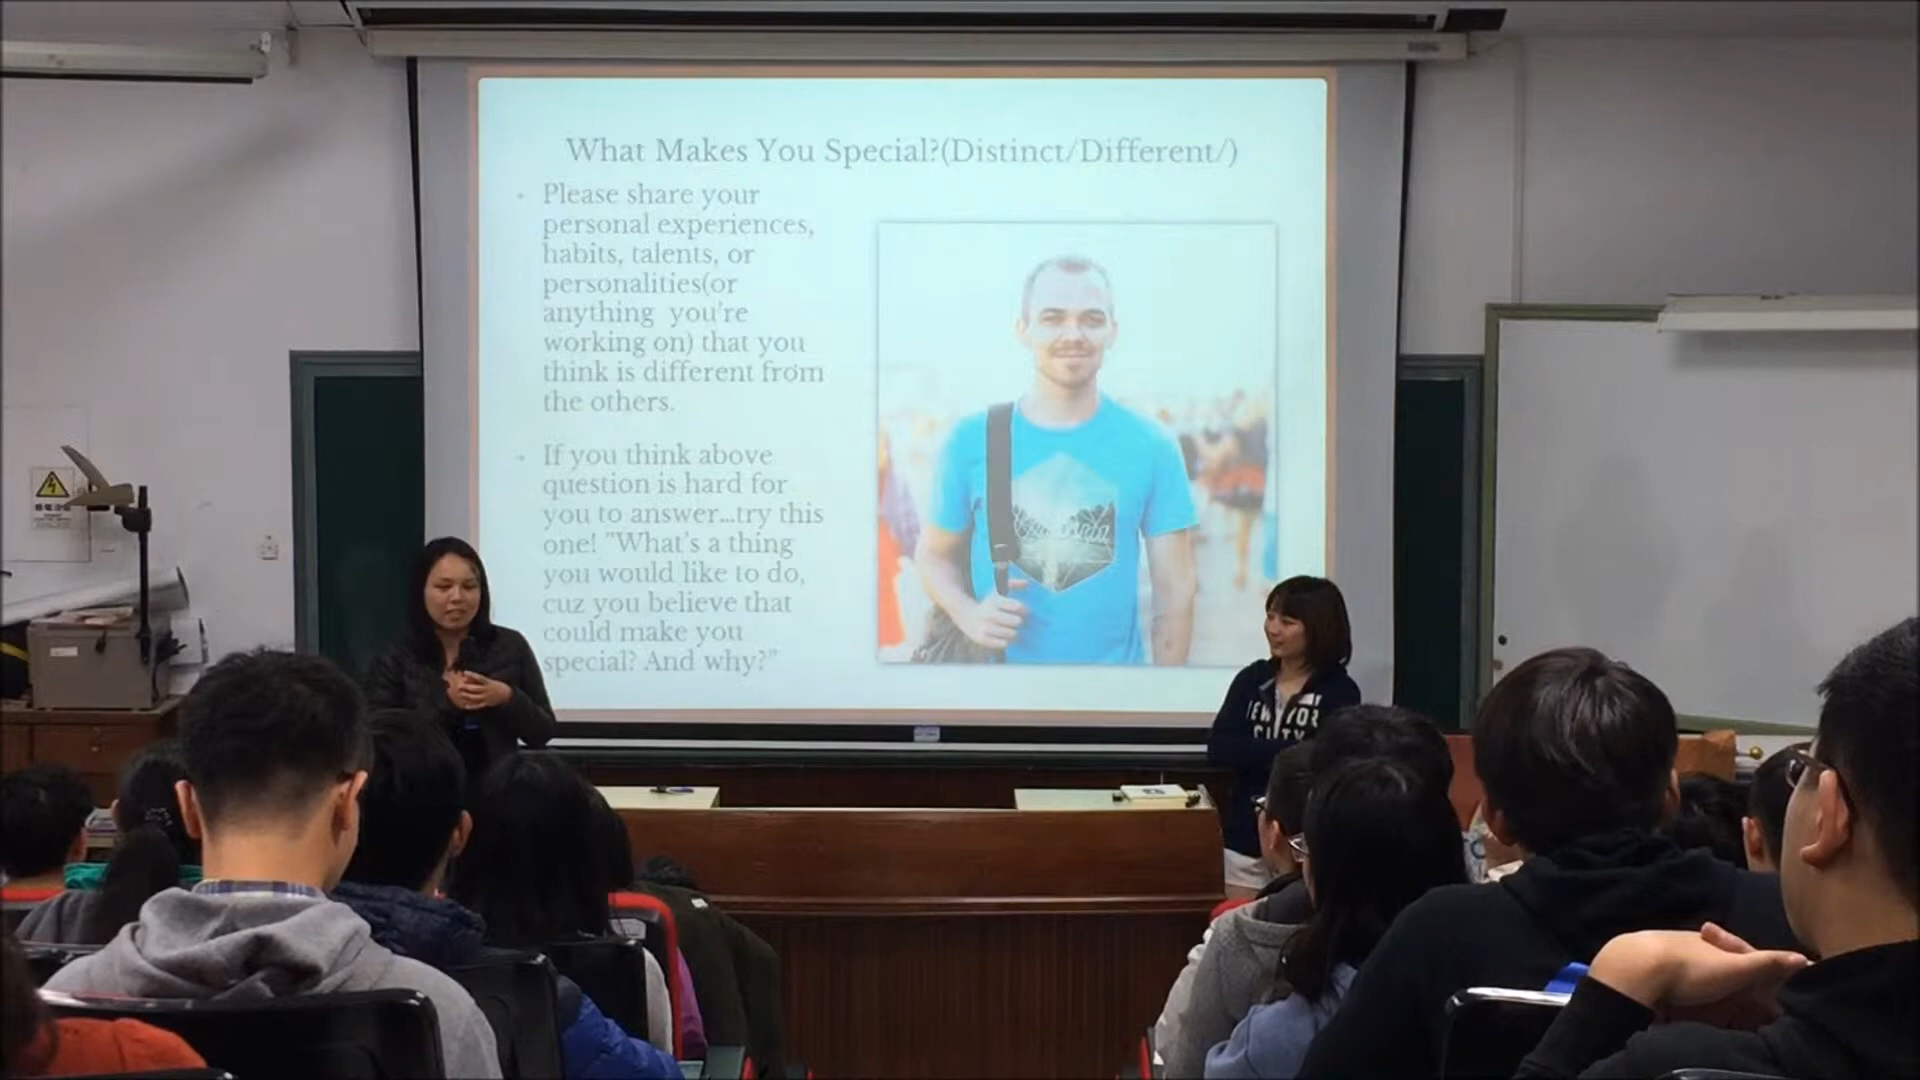 What Makes You Special?(Distinct/Different/)
Please share your
personal experiences,
habits, talents, or
personalities(or
anything you're
working on) that you
think is different from
the others.
If you think above
question is hard for
you to answer...try this
one! "What's a thing
you would like to do,
cuz you believe that
could make you
special? And why?"
NEW YORK
CITY